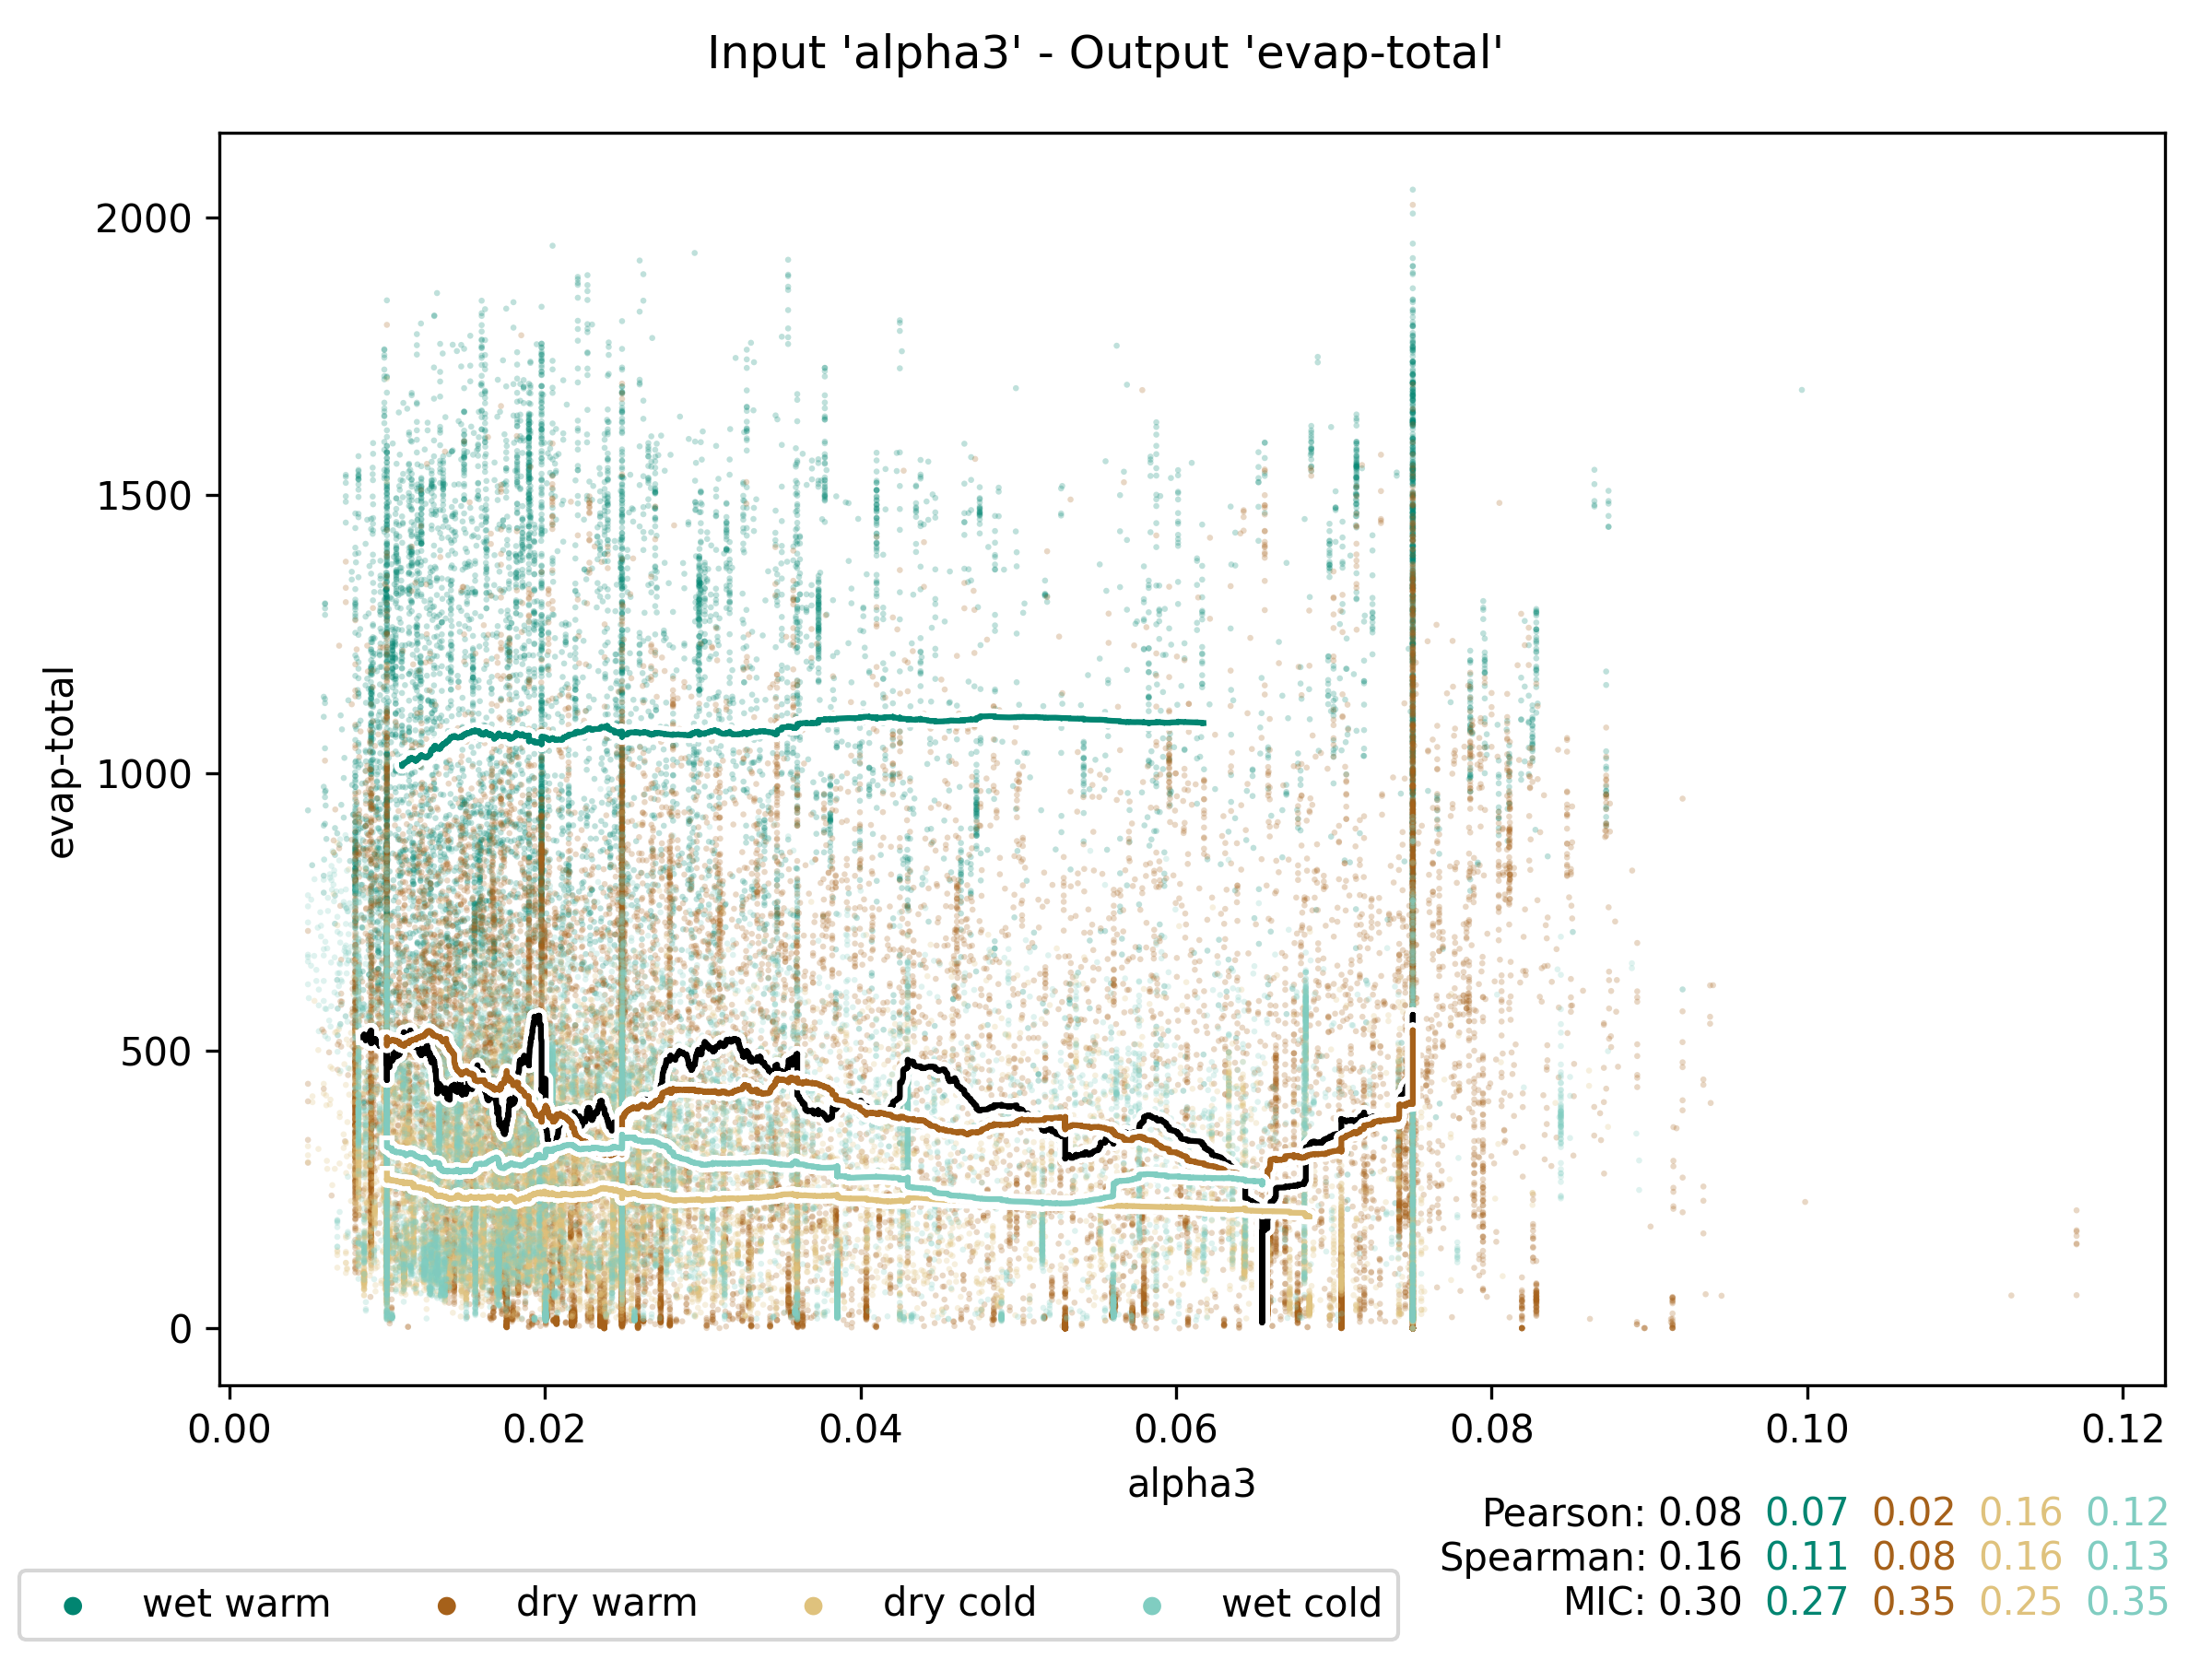 Input 'alpha3' - Output 'evap-total'
2000
1500
1000
500
0
evap-total
0.00 0.02 0.04 0.06 0.08 0.10 0.12
alpha3
Pearson: 0.08 0.07 0.02 0.16 0.12
Spearman: 0.16 0.11 0.08 0.16 0.13
MIC: 0.30 0.27 0.35 0.25 0.35
wet warm dry warm dry cold wet cold